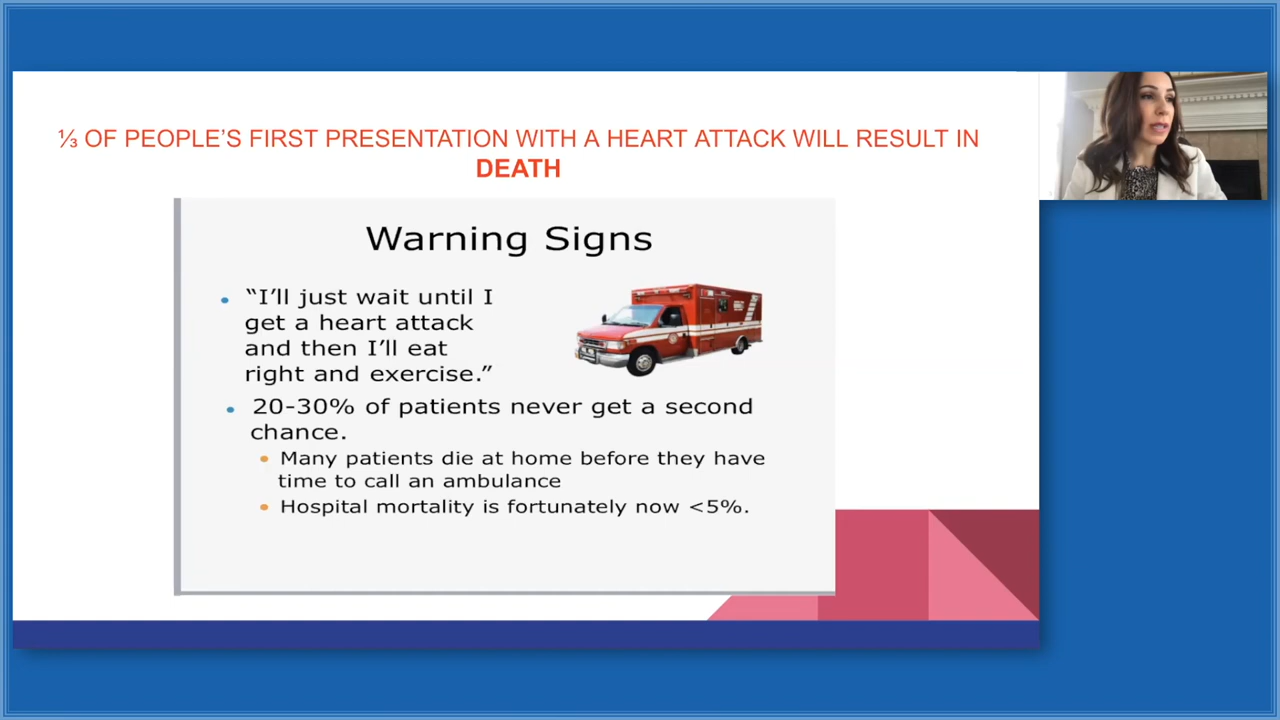 ⅓ OF PEOPLE’S FIRST PRESENTATION WITH A HEART ATTACK WILL RESULT IN
DEATH
Warning Signs
• “I’ll just wait until I
get a heart attack
and then I’ll eat
right and exercise.”
• 20-30% of patients never get a second
chance.
• Many patients die at home before they have
time to call an ambulance
• Hospital mortality is fortunately now <5%.